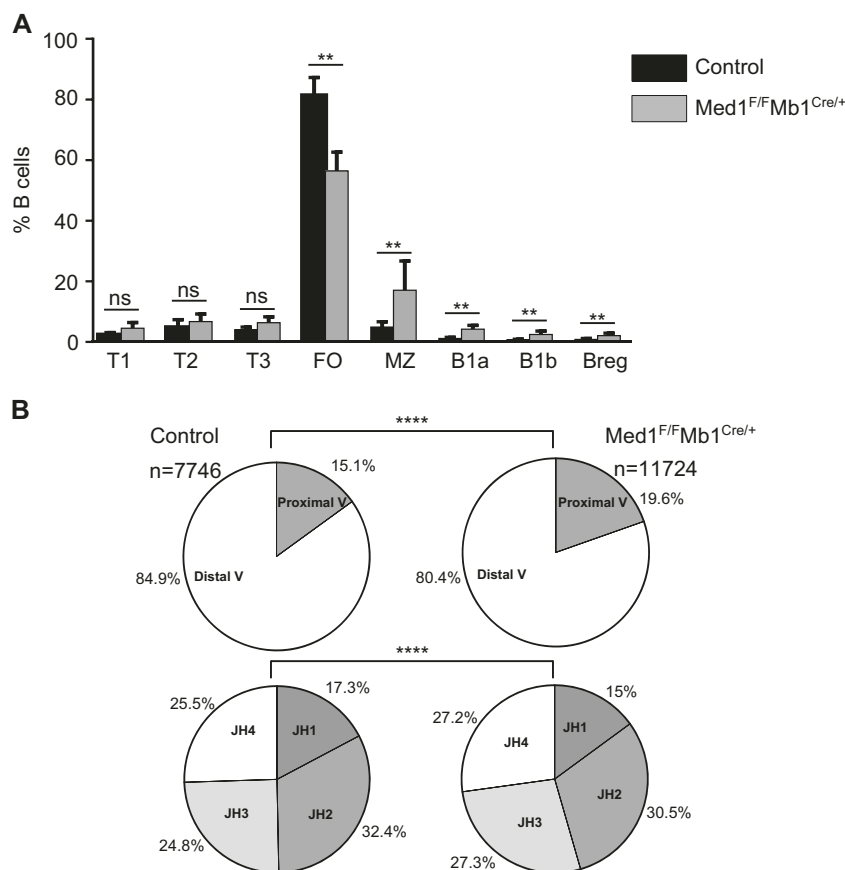 A
100
80
60
40
20
0
% B cells
**
**
ns
ns
ns
**
**
**
T1 T2 T3 FO MZ B1a B1b Breg
Control
Med1F/FMb1Cre/+
B
****
Control
n=7746
Med1F/FMb1Cre/+
n=11724
15.1%
Proximal V
84.9%
Distal V
19.6%
Proximal V
80.4%
Distal V
****
25.5%
17.3%
JH4
JH1
JH3
JH2
24.8%
32.4%
27.2%
15%
JH4
JH1
JH3
JH2
27.3%
30.5%